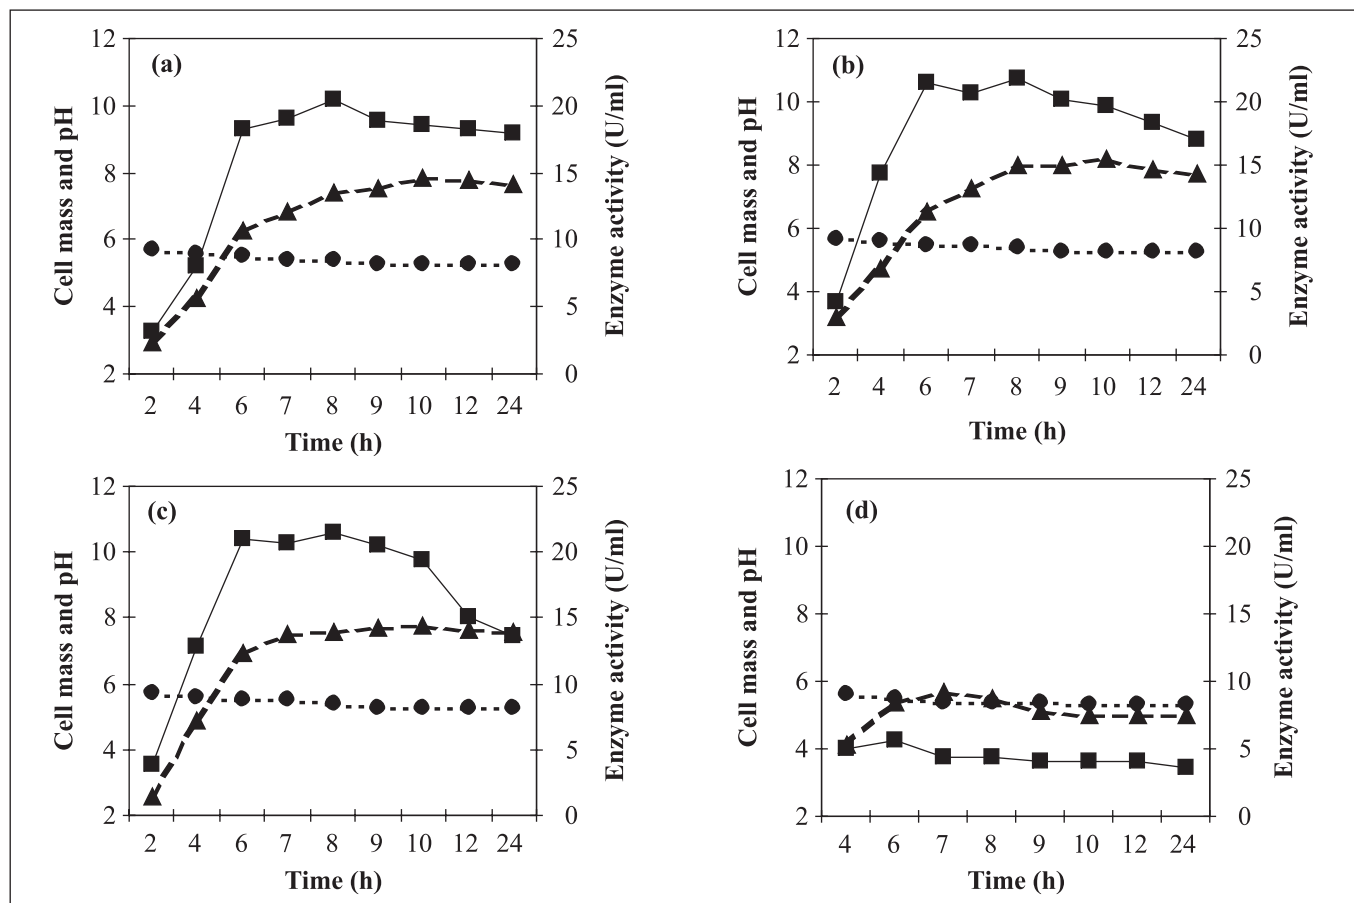 (a)
Cell mass and pH
12
10
8
6
4
2
25
20
15
10
5
0
Enzyme activity (U/ml)
2 4 6 7 8 9 10 12 24
Time (h)
(b)
Cell mass and pH
12
10
8
6
4
2
25
20
15
10
5
0
Enzyme activity (U/ml)
2 4 6 7 8 9 10 12 24
Time (h)
(c)
Cell mass and pH
12
10
8
6
4
2
25
20
15
10
5
0
Enzyme activity (U/ml)
2 4 6 7 8 9 10 12 24
Time (h)
(d)
Cell mass and pH
12
10
8
6
4
2
25
20
15
10
5
0
Enzyme activity (U/ml)
4 6 7 8 9 10 12 24
Time (h)